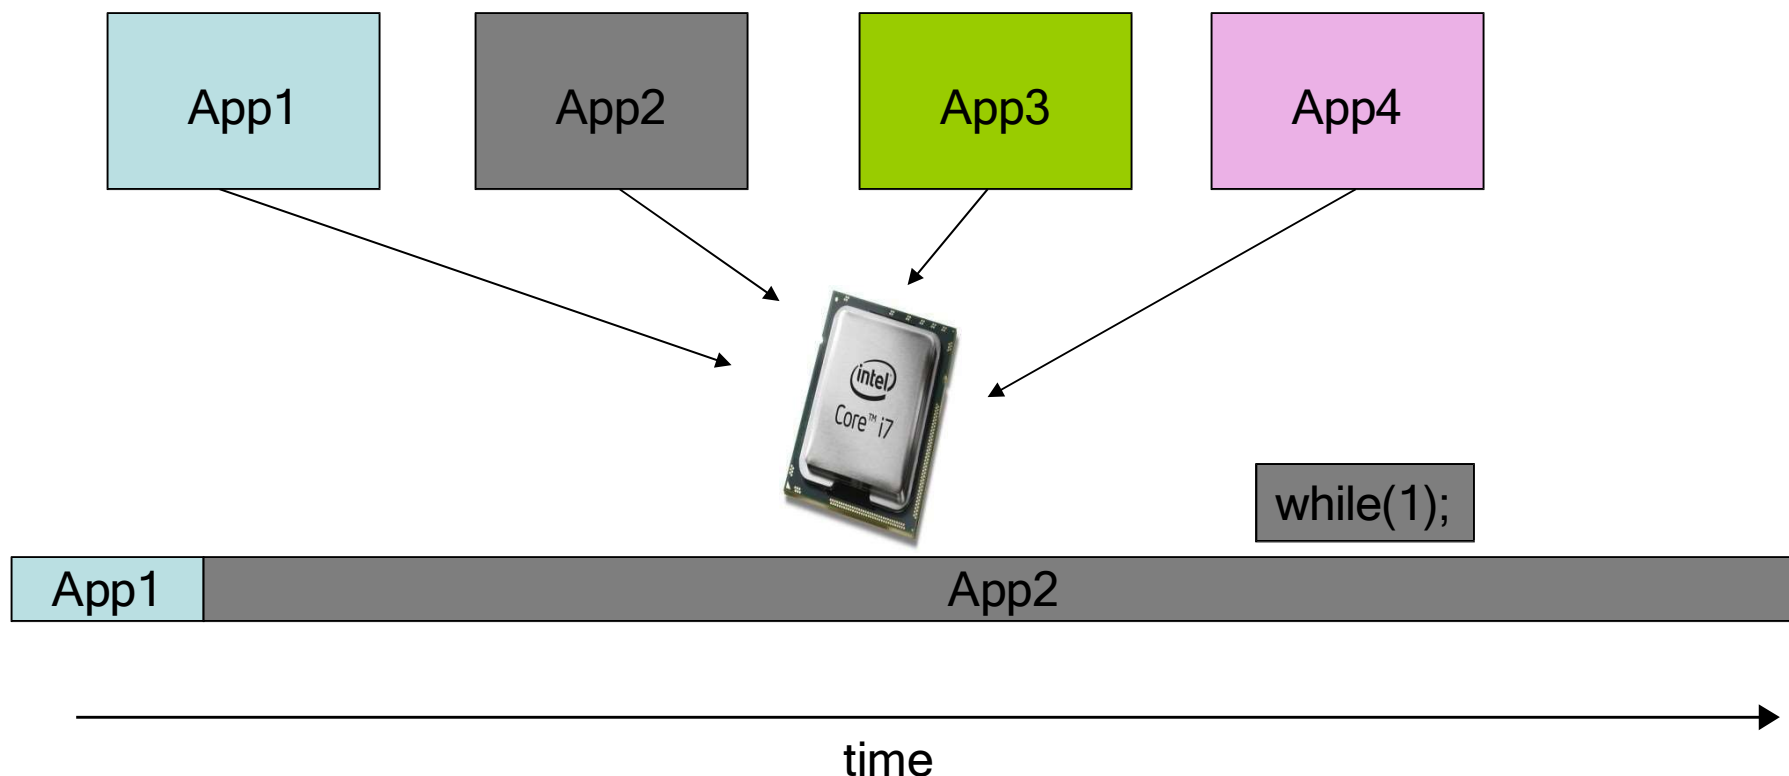 App1
App2
App3
App4
intel
Core™ i7
while(1);
App1
App2
time